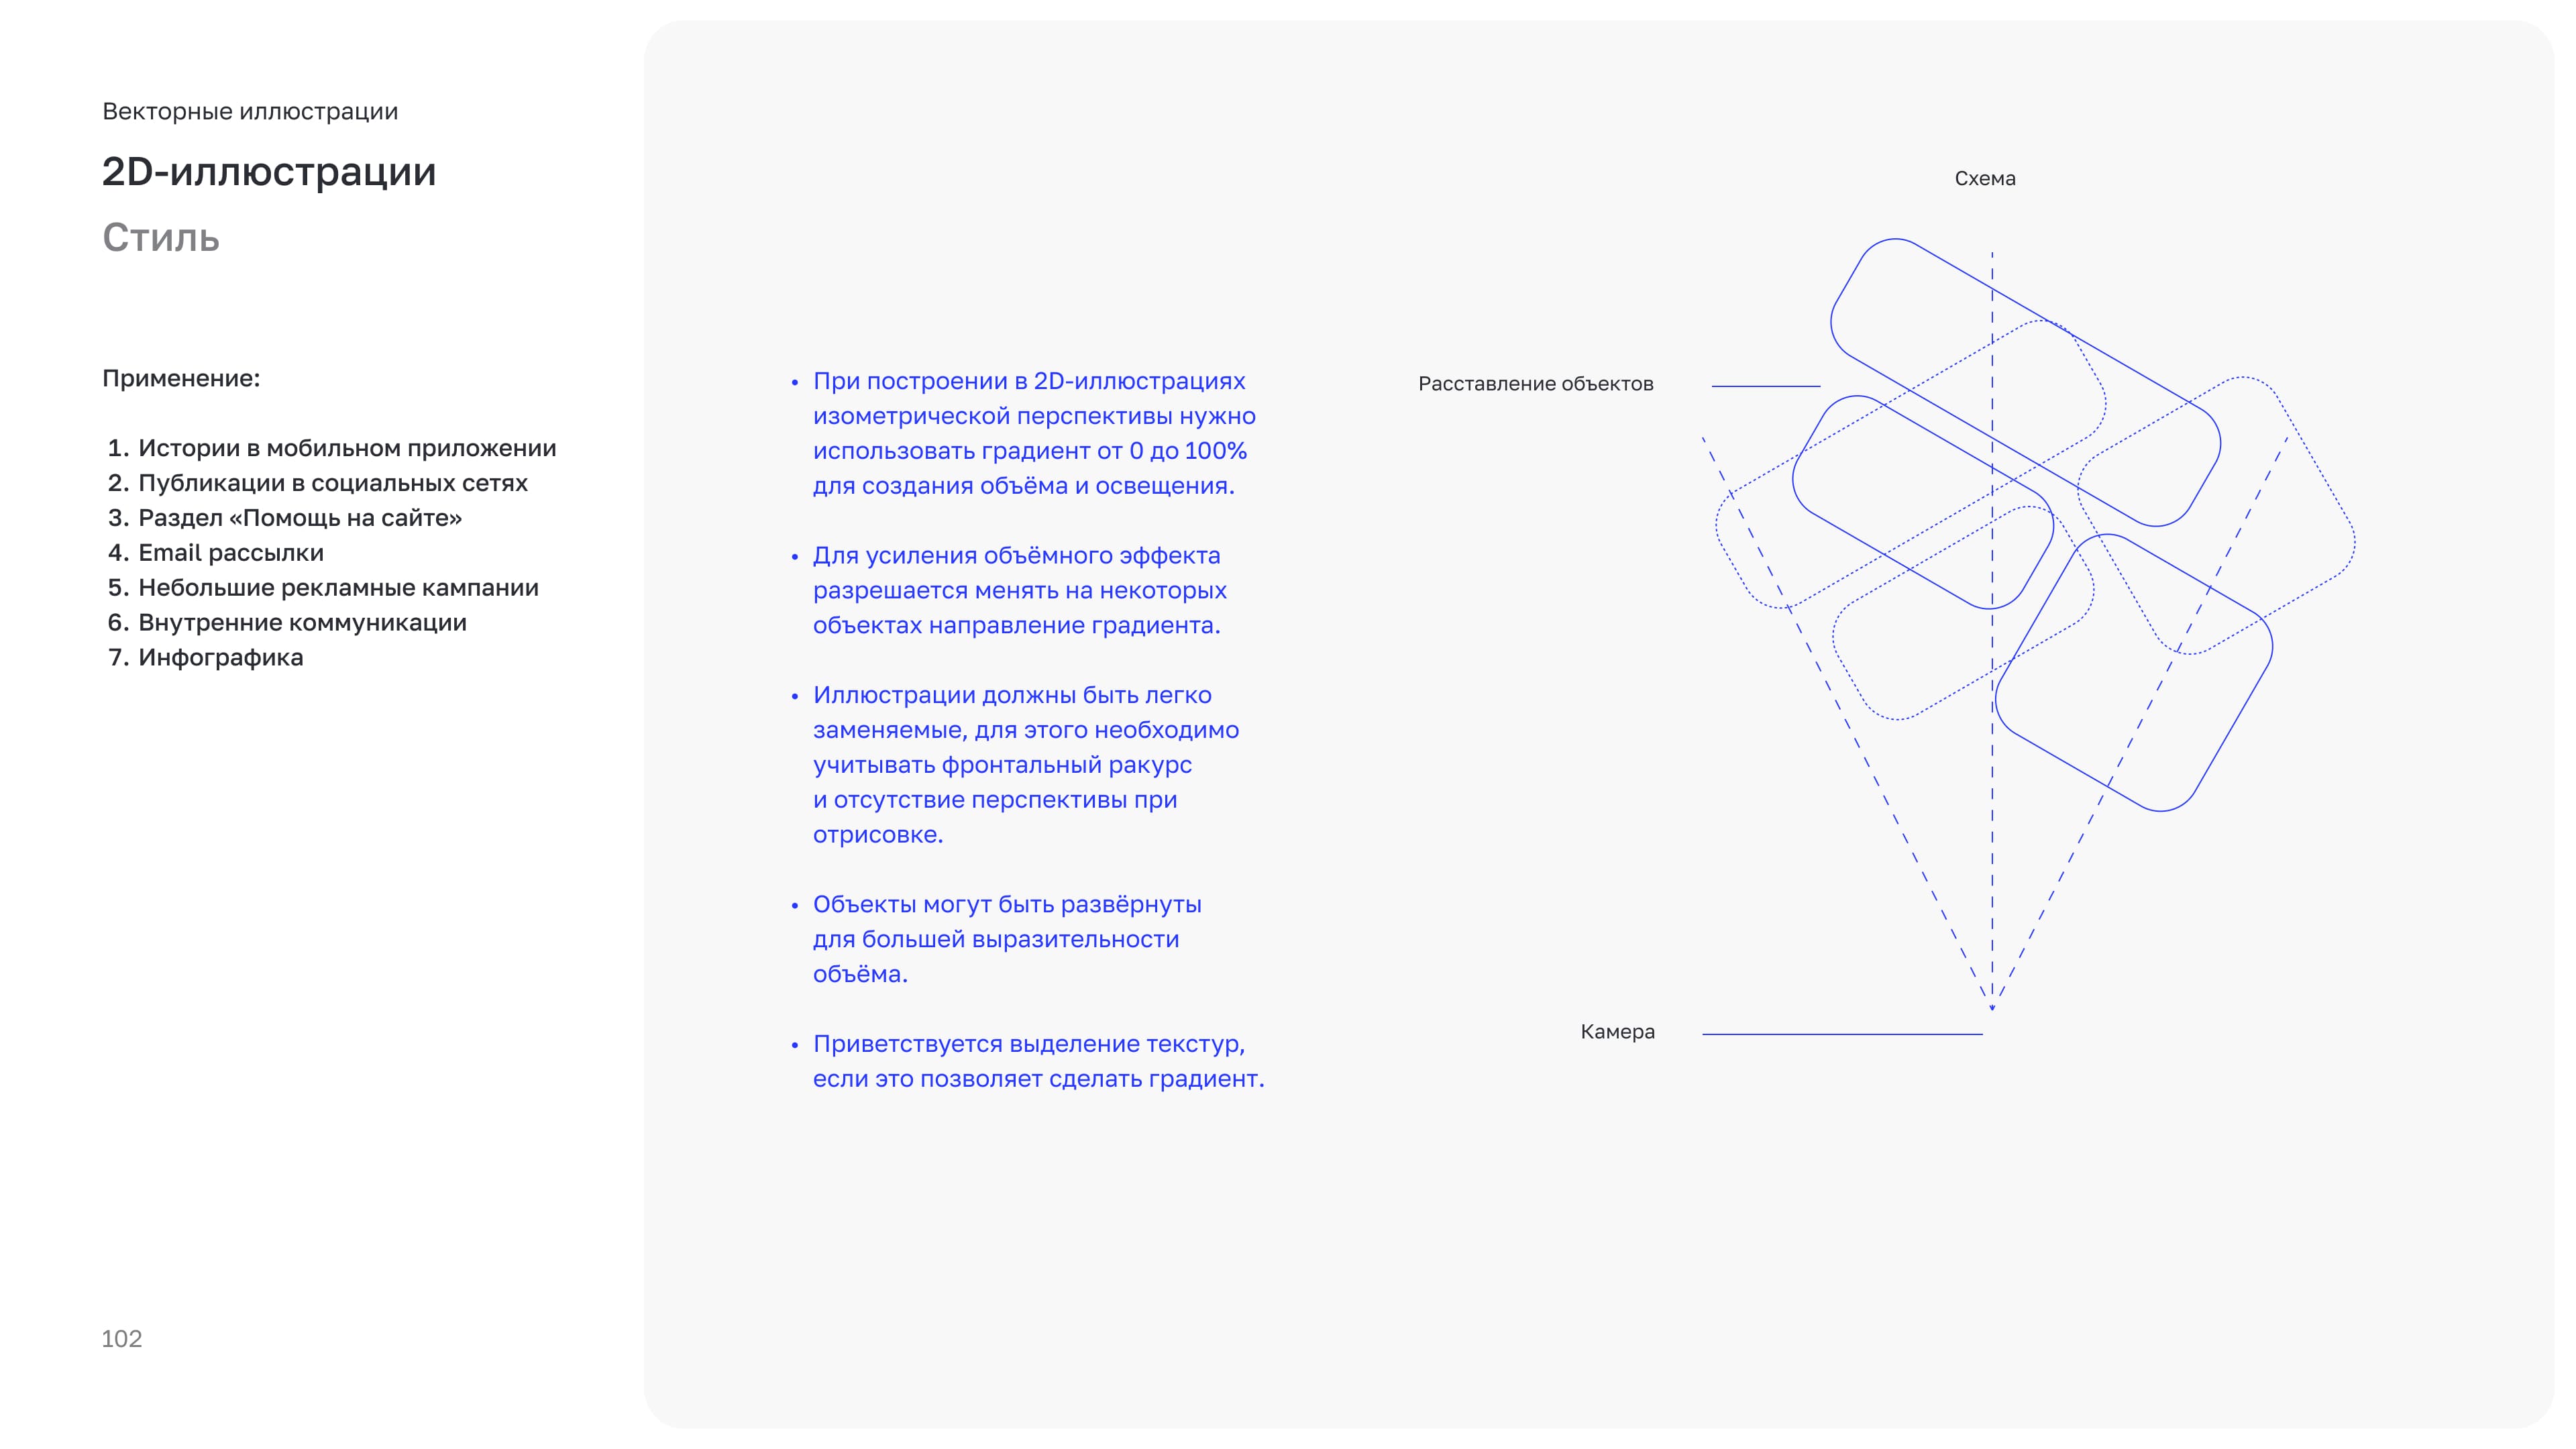 Векторные иллюстрации
2D-иллюстрации
Стиль
Применение:
1. Истории в мобильном приложении
2. Публикации в социальных сетях
3. Раздел «Помощь на сайте»
4. Email рассылки
5. Небольшие рекламные кампании
6. Внутренние коммуникации
7. Инфографика
102
• При построении в 2D-иллюстрациях
изометрической перспективы нужно
использовать градиент от 0 до 100%
для создания объёма и освещения.
• Для усиления объёмного эффекта
разрешается менять на некоторых
объектах направление градиента.
• Иллюстрации должны быть легко
заменяемые, для этого необходимо
учитывать фронтальный ракурс
и отсутствие перспективы при
отрисовке.
• Объекты могут быть развёрнуты
для большей выразительности
объёма.
• Приветствуется выделение текстур,
если это позволяет сделать градиент.
Схема
Расставление объектов
Камера